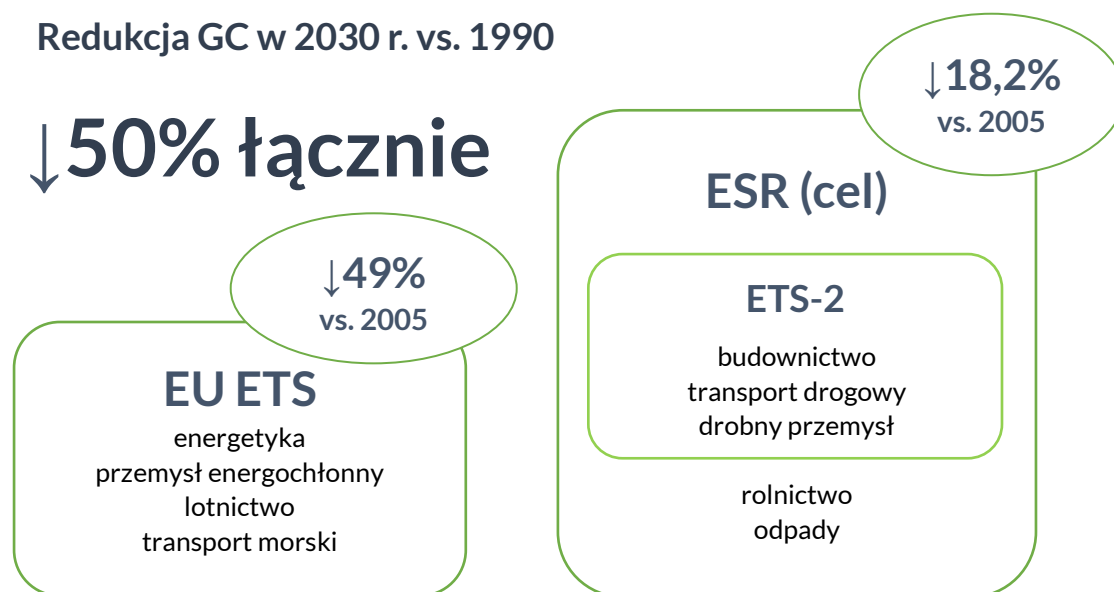 Redukcja GC w 2030 r. vs. 1990
↓50% łącznie
↓49%
vs. 2005
EU ETS
energetyka
przemysł energochłonny
lotnictwo
transport morski
↓18,2%
vs. 2005
ESR (cel)
ETS-2
budownictwo
transport drogowy
drobny przemysł
rolnictwo
odpady